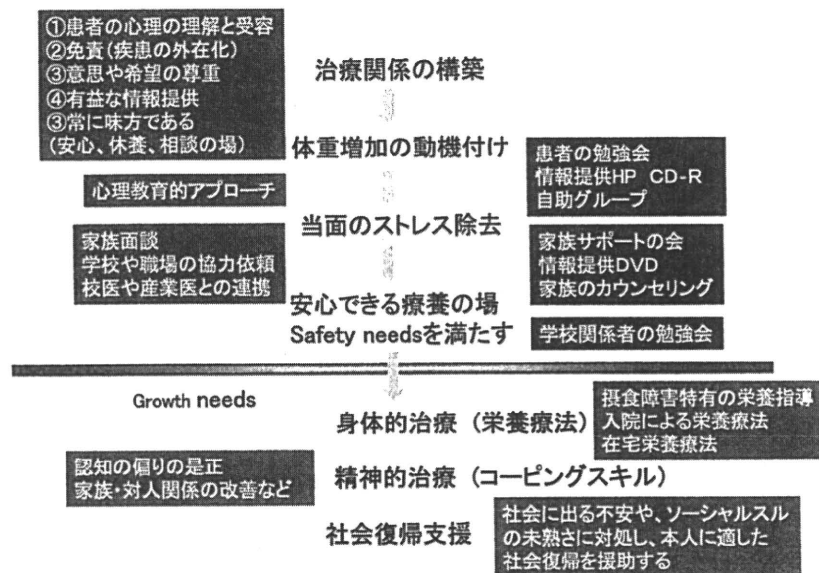 ①患者の心理の理解と受容
②免責(疾患の外在化)
③意思や希望の尊重
④有益な情報提供
③常に味方である
(安心、休養、相談の場)
治療関係の構築
体重増加の動機付け
患者の勉強会
情報提供HP CD-R
自助グループ
心理教育的アプローチ
当面のストレス除去
家族面談
学校や職場の協力依頼
校医や産業医との連携
家族サポートの会
情報提供DVD
家族のカウンセリング
安心できる療養の場
Safety needsを満たす
学校関係者の勉強会
Growth needs
身体的治療(栄養療法)
摂食障害特有の栄養指導
入院による栄養療法
在宅栄養療法
認知の偏りの是正
家族・対人関係の改善など
精神的治療(コーピングスキル)
社会復帰支援
社会に出る不安や、ソーシャルスル
の未熟さに対処し、本人に適した
社会復帰を援助する